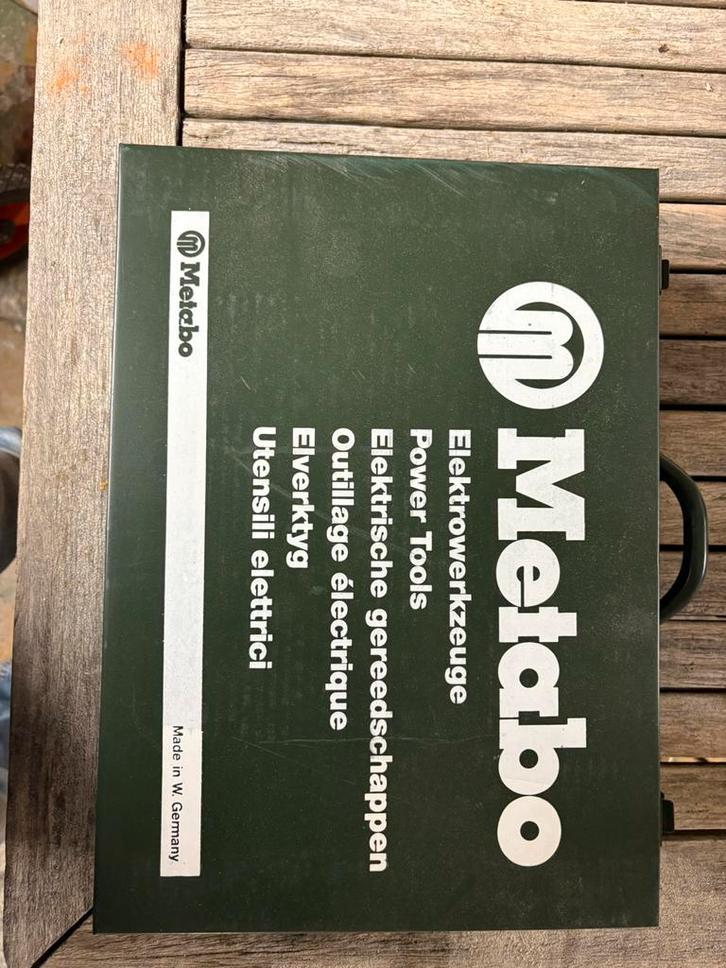 Metabo
Elektrowerkzeuge
Power Tools
Elektrische gereedschappen
Outillage électrique
Elverktyg
Utensili elettrici
Metabo
Made in W. Germany